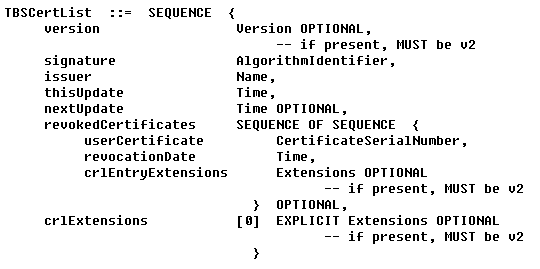 TBSCertList ::= SEQUENCE {
version Version OPTIONAL,
-- if present, MUST be v2
signature AlgorithmIdentifier,
issuer Name,
thisUpdate Time,
nextUpdate Time OPTIONAL,
revokedCertificates SEQUENCE OF SEQUENCE {
userCertificate CertificateSerialNumber,
revocationDate Time,
crlEntryExtensions Extensions OPTIONAL
-- if present, MUST be v2
} OPTIONAL,
crlExtensions [0] EXPLICIT Extensions OPTIONAL
-- if present, MUST be v2
}